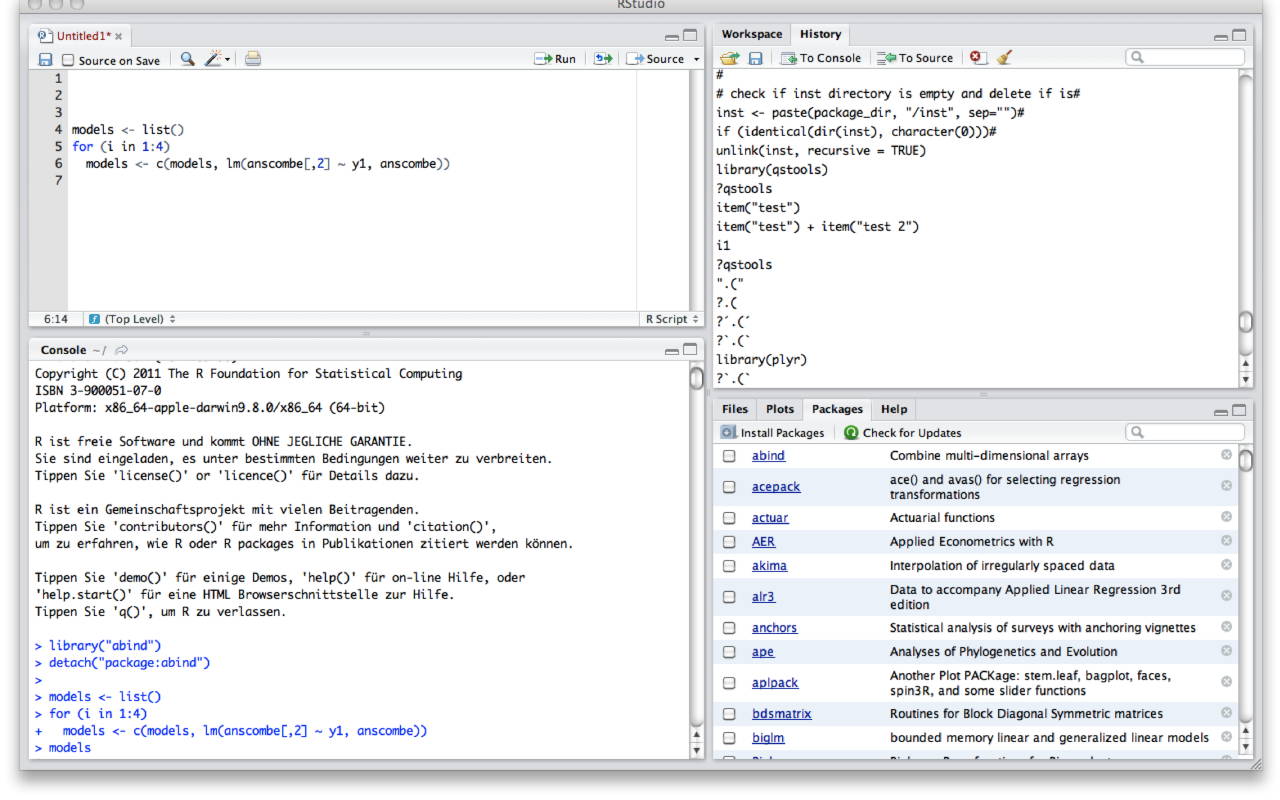 RStudio
Untitled1*
Source on Save
Run
Source
1
2
3
4 models <- list()
5 for (i in 1:4)
6   models <- c(models, lm(anscombe[,2] ~ y1, anscombe))
7
6:14
(Top Level)
R Script
Console ~/
Copyright (C) 2011 The R Foundation for Statistical Computing
ISBN 3-900051-07-0
Platform: x86_64-apple-darwin9.8.0/x86_64 (64-bit)
R ist freie Software und kommt OHNE JEGLICHE GARANTIE.
Sie sind eingeladen, es unter bestimmten Bedingungen weiter zu verbreiten.
Tippen Sie 'license()' or 'licence()' für Details dazu.
R ist ein Gemeinschaftsprojekt mit vielen Beitragenden.
Tippen Sie 'contributors()' für mehr Information und 'citation()',
um zu erfahren, wie R oder R packages in Publikationen zitiert werden können.
Tippen Sie 'demo()' für einige Demos, 'help()' für on-line Hilfe, oder
'help.start()' für eine HTML Browserschnittstelle zur Hilfe.
Tippen Sie 'q()', um R zu verlassen.
> library("abind")
> detach("package:abind")
>
> models <- list()
> for (i in 1:4)
+   models <- c(models, lm(anscombe[,2] ~ y1, anscombe))
> models
Workspace History
To Console
To Source
#
# check if inst directory is empty and delete if is#
inst <- paste(package_dir, "/inst", sep="")#
if (identical(dir(inst), character(0)))#
unlink(inst, recursive = TRUE)
library(qstools)
?qstools
item("test")
item("test") + item("test 2")
i1
?qstools
".("
?.(
?´.(´
?`.(`
library(plyr)
?`.(`
Files Plots Packages Help
Install Packages
Check for Updates
abind Combine multi-dimensional arrays
acepack ace() and avas() for selecting regression
transformations
actuar Actuarial functions
AER Applied Econometrics with R
akima Interpolation of irregularly spaced data
alr3 Data to accompany Applied Linear Regression 3rd
edition
anchors Statistical analysis of surveys with anchoring vignettes
ape Analyses of Phylogenetics and Evolution
aplpack Another Plot PACKage: stem.leaf, bagplot, faces,
spin3R, and some slider functions
bdsmatrix Routines for Block Diagonal Symmetric matrices
biglm bounded memory linear and generalized linear models